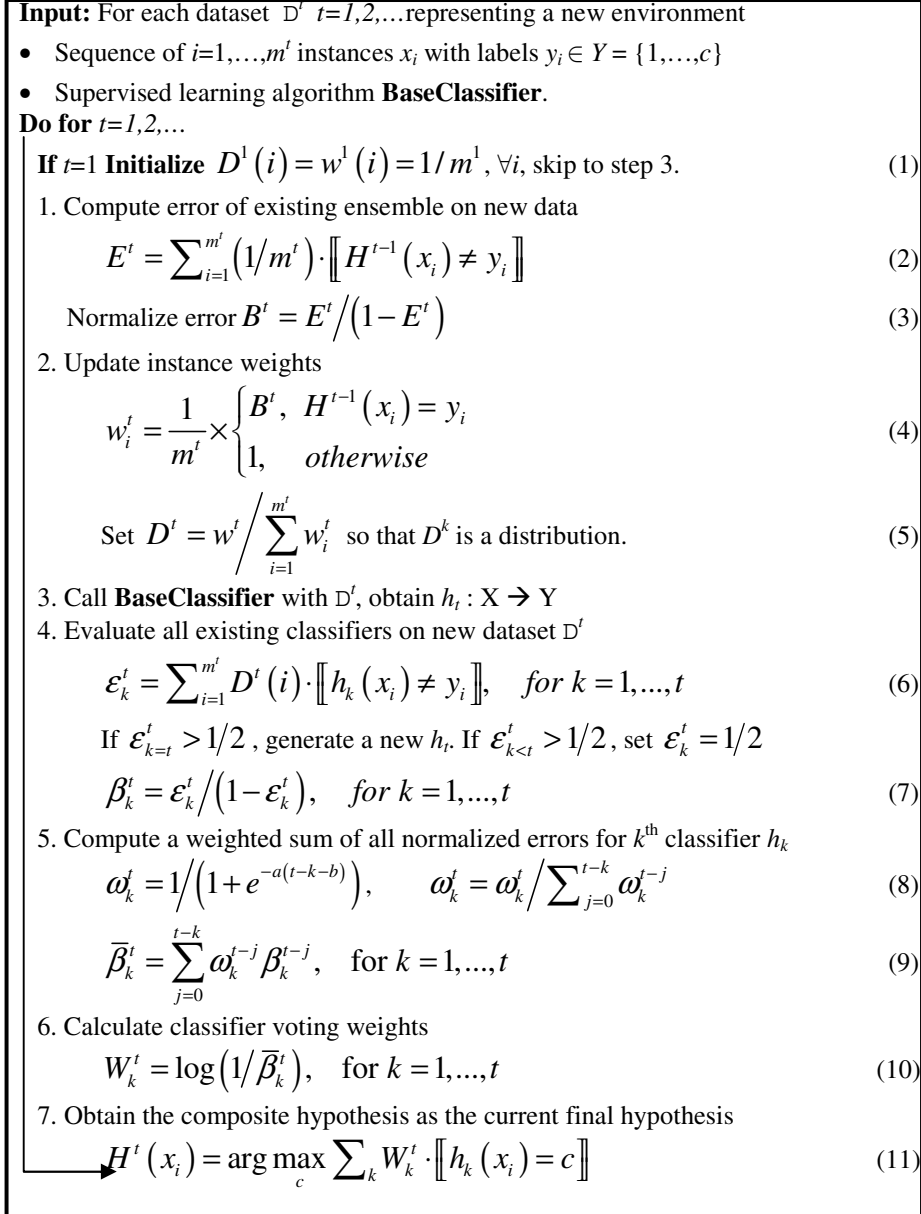 Input: For each dataset D^t t=1,2,…representing a new environment
• Sequence of i=1,…,m^t instances x_i with labels y_i ∈ Y = {1,…,c}
• Supervised learning algorithm BaseClassifier.
Do for t=1,2,…
If t=1 Initialize D^1(i) = w^1(i) = 1/m^1, ∀i, skip to step 3. (1)
1. Compute error of existing ensemble on new data
E^t = ∑_{i=1}^{m^t} (1/m^t)·⟦H^{t−1}(x_i) ≠ y_i⟧ (2)
Normalize error B^t = E^t/(1−E^t) (3)
2. Update instance weights
w_i^t = 1/m^t × { B^t, H^{t−1}(x_i) = y_i
1, otherwise (4)
Set D^t = w^t / ∑_{i=1}^{m^t} w_i^t so that D^k is a distribution. (5)
3. Call BaseClassifier with D^t, obtain h_t : X → Y
4. Evaluate all existing classifiers on new dataset D^t
ε_k^t = ∑_{i=1}^{m^t} D^t(i)·⟦h_k(x_i) ≠ y_i⟧, for k = 1,...,t (6)
If ε_{k=t}^t > 1/2, generate a new h_t. If ε_{k<t}^t > 1/2, set ε_k^t = 1/2
β_k^t = ε_k^t/(1−ε_k^t), for k = 1,...,t (7)
5. Compute a weighted sum of all normalized errors for k^th classifier h_k
ω_k^t = 1/(1+e^{−a(t−k−b)}), ω_k^t = ω_k^t/∑_{j=0}^{t−k} ω_k^{t−j} (8)
β̄_k^t = ∑_{j=0}^{t−k} ω_k^{t−j} β_k^{t−j}, for k = 1,...,t (9)
6. Calculate classifier voting weights
W_k^t = log(1/β̄_k^t), for k = 1,...,t (10)
7. Obtain the composite hypothesis as the current final hypothesis
H^t(x_i) = arg max_c ∑_k W_k^t·⟦h_k(x_i) = c⟧ (11)